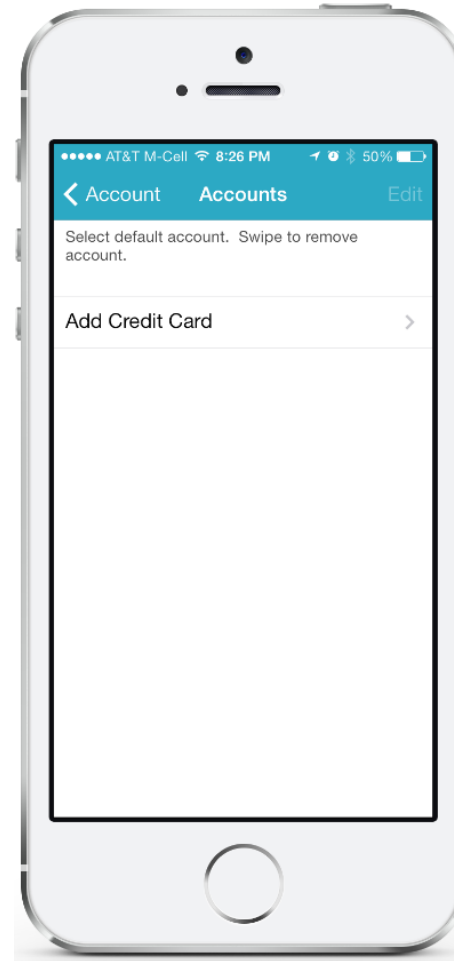 AT&T M-Cell 8:26 PM 50%
Account Accounts Edit
Select default account. Swipe to remove
account.
Add Credit Card